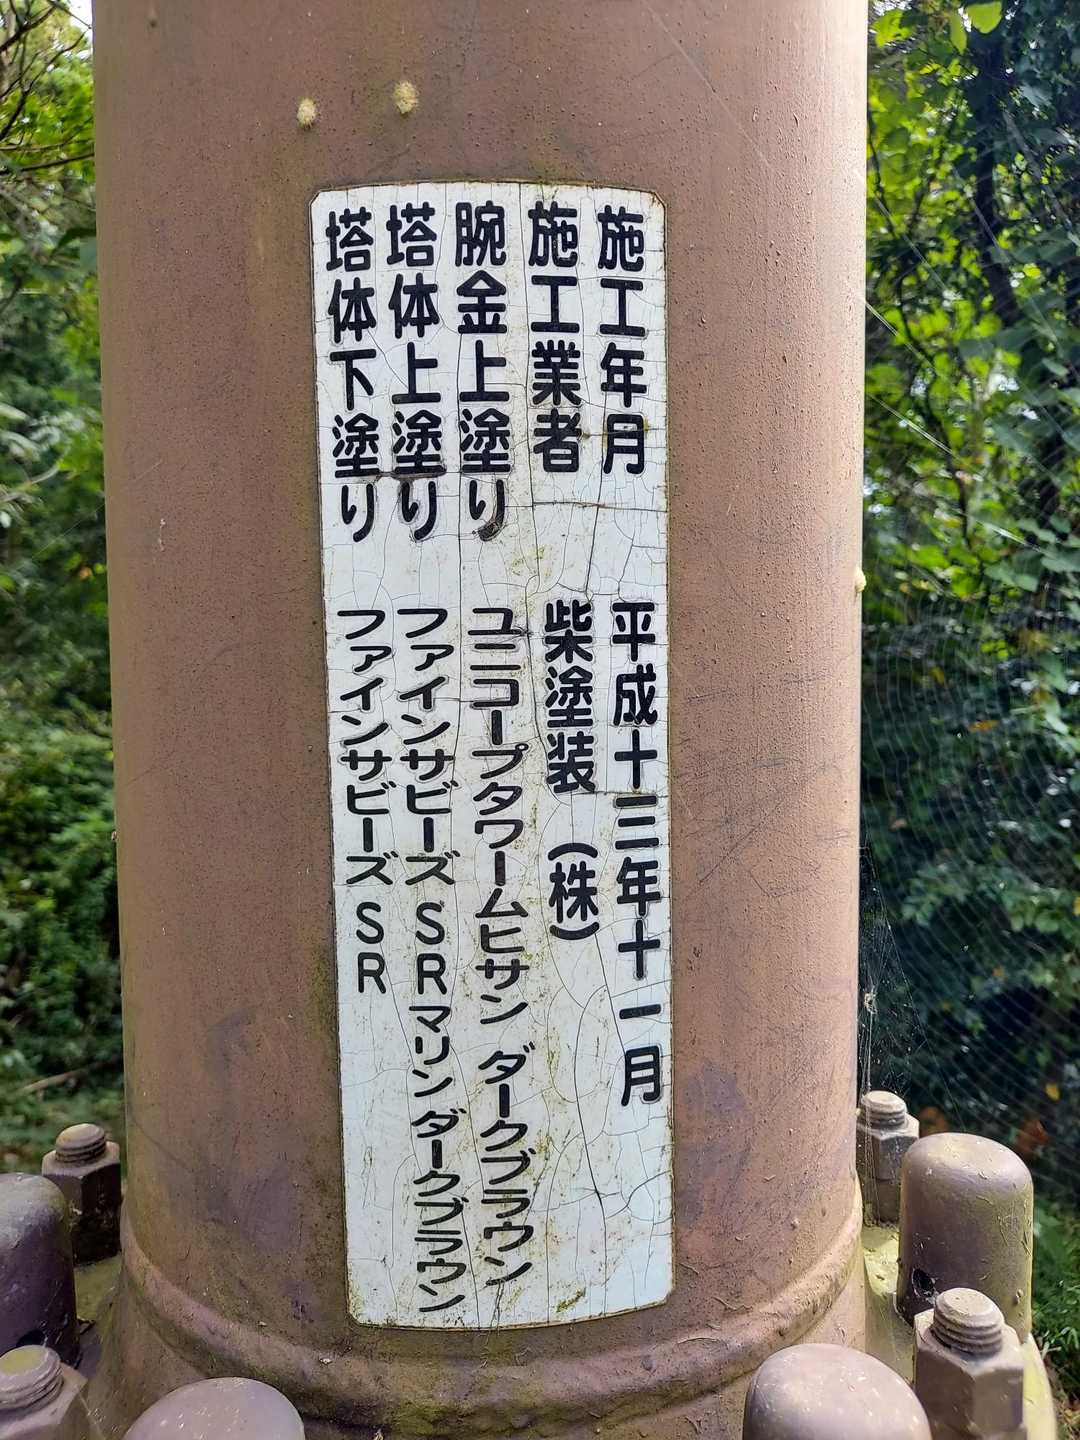 施工年月 平成十三年十一月
施工業者 柴塗装(株)
腕金上塗り ユニコープタワームヒサン ダークブラウン
塔体上塗り ファインサビーズSRマリンダークブラウン
塔体下塗り ファインサビーズSR